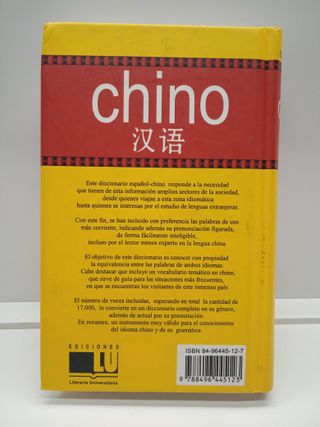 chino
汉语
Este diccionario español-chino responde a la necesidad
que tienen de esta información amplios sectores de la sociedad,
desde quienes viajan a esta zona idiomática
hasta quienes se interesan por el estudio de lenguas extranjeras.
Con este fin, se han incluido con preferencia las palabras de uso
más corriente, indicando además su pronunciación figurada,
de forma fácilmente inteligible,
incluso por el lector menos experto en la lengua china.
El objetivo de este diccionario es conocer con propiedad
la equivalencia entre las palabras de ambos idiomas.
Cabe destacar que incluye un vocabulario temático en chino,
que sirve de guía para las situaciones más frecuentes,
en que se encuentran los visitantes de este inmenso país
El número de voces incluidas, superando en total la cantidad de
17.000, lo convierte en un diccionario completo en su género,
además de actual por su presentación
En resumen, un instrumento muy válido para el conocimiento
del idioma chino y de su gramática.
EDICIONES
LU
Librería Universitaria
ISBN 84-96445-12-7
9 788496 445123